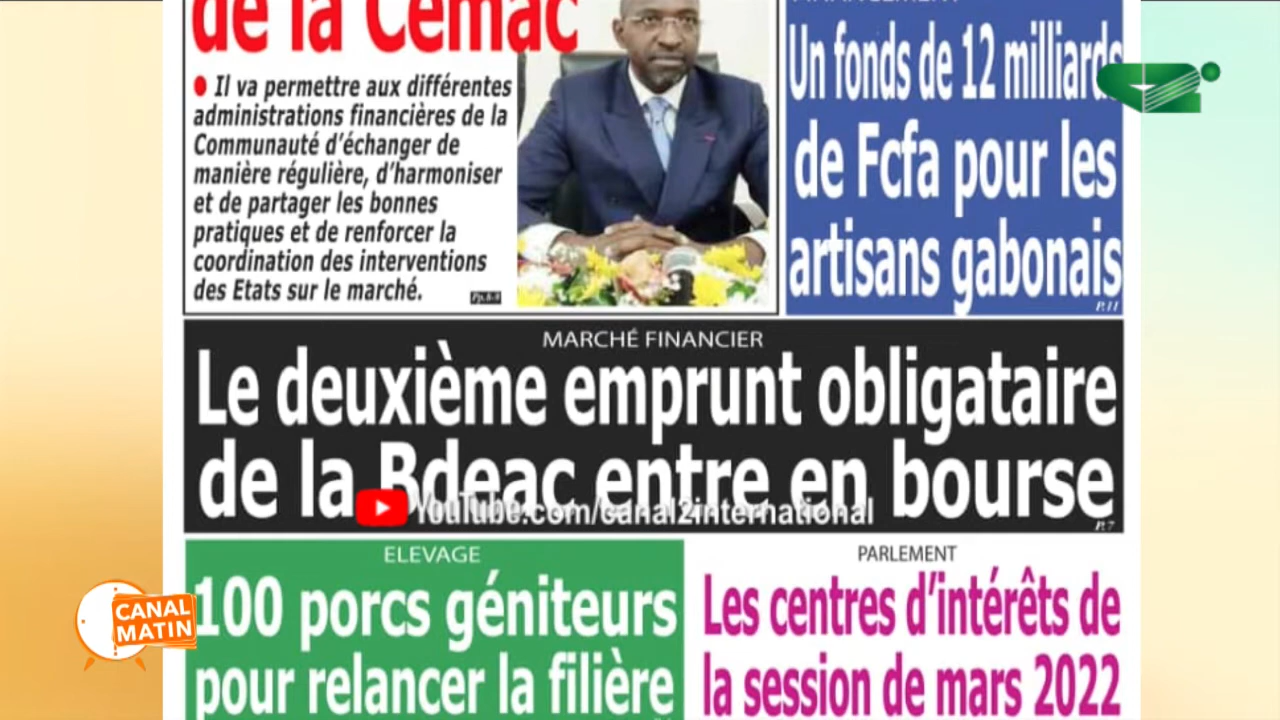 de la Cemac
● Il va permettre aux différentes
administrations financières de la
Communauté d’échanger de
manière régulière, d’harmoniser
et de partager les bonnes
pratiques et de renforcer la
coordination des interventions
des Etats sur le marché.
FINANCEMENT
Un fonds de 12 milliards
de Fcfa pour les
artisans gabonais
P.11
MARCHÉ FINANCIER
Le deuxième emprunt obligataire
de la Bdeac entre en bourse
P.7
YouTube.com/canal2international
ELEVAGE
100 porcs géniteurs
pour relancer la filière
PARLEMENT
Les centres d’intérêts de
la session de mars 2022
CANAL
MATIN